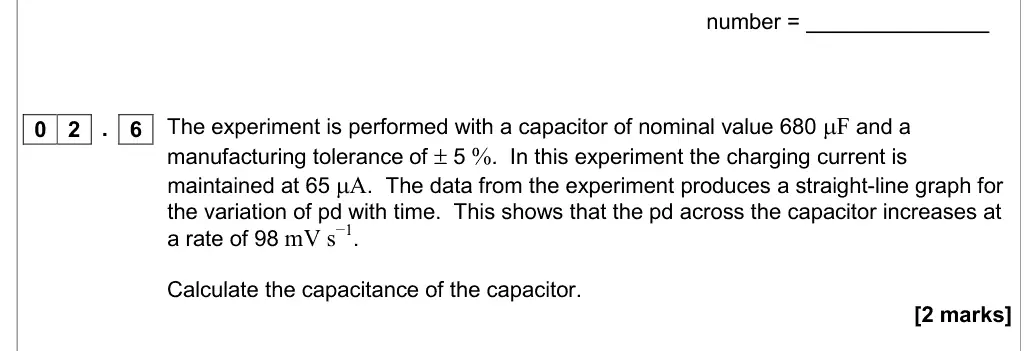 number = _______________
0 2 . 6 The experiment is performed with a capacitor of nominal value 680 μF and a
manufacturing tolerance of ± 5 %. In this experiment the charging current is
maintained at 65 μA. The data from the experiment produces a straight-line graph for
the variation of pd with time. This shows that the pd across the capacitor increases at
a rate of 98 mV s⁻¹.
Calculate the capacitance of the capacitor.
[2 marks]